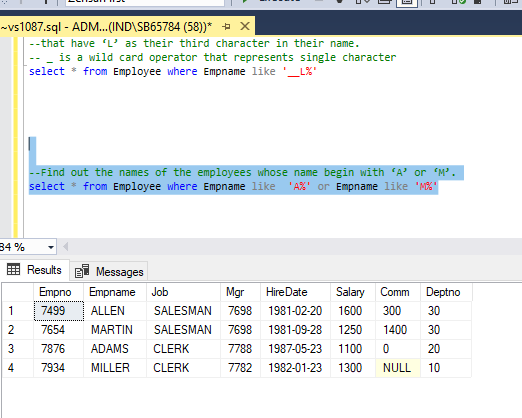 ~vs1087.sql - ADM...(IND\SB65784 (58))*
--that have ‘L’ as their third character in their name.
-- _ is a wild card operator that represents single character
select * from Employee where Empname like '__L%'
--Find out the names of the employees whose name begin with ‘A’ or ‘M’.
select * from Employee where Empname like  'A%' or Empname like 'M%'
84 %
Results Messages
Empno Empname Job Mgr HireDate Salary Comm Deptno
1 7499 ALLEN SALESMAN 7698 1981-02-20 1600 300 30
2 7654 MARTIN SALESMAN 7698 1981-09-28 1250 1400 30
3 7876 ADAMS CLERK 7788 1987-05-23 1100 0 20
4 7934 MILLER CLERK 7782 1982-01-23 1300 NULL 10